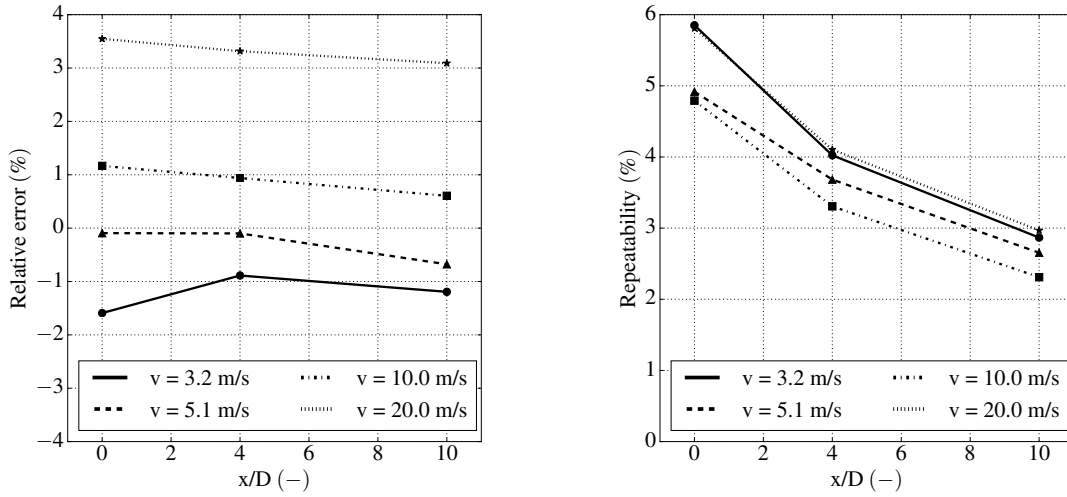 4
3
2
1
0
−1
−2
−3
−4
Relative error (%)
v = 3.2 m/s
v = 10.0 m/s
v = 5.1 m/s
v = 20.0 m/s
0 2 4 6 8 10
x/D (−)
6
5
4
3
2
1
0
Repeatability (%)
v = 3.2 m/s
v = 10.0 m/s
v = 5.1 m/s
v = 20.0 m/s
0 2 4 6 8 10
x/D (−)